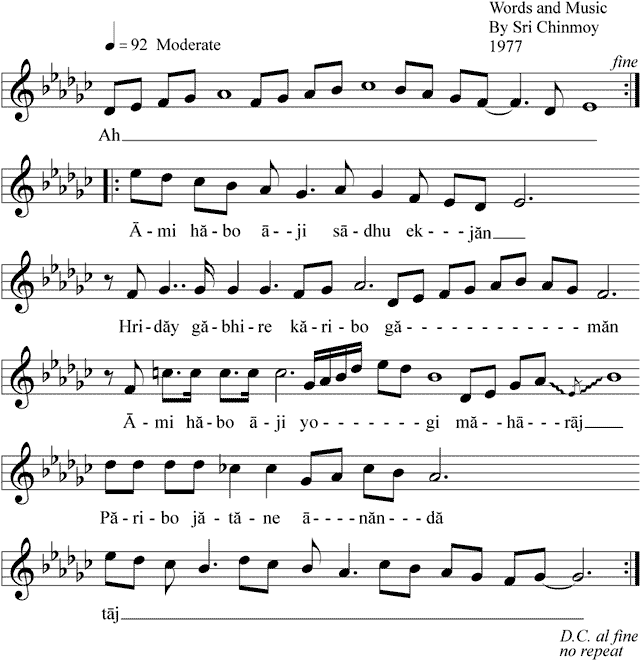 Words and Music
By Sri Chinmoy
1977
= 92 Moderate
fine
Ah
Ā - mi hă - bo ā - - ji sā - dhu ek - - - jăn
Hri - dăy gă - bhi - re kă - ri - bo gă - - - - - - - - - - măn
Ā - mi hă - bo ā - ji yo - - - - gi mă - hā - - rāj
Pă - ri - bo jă - tă - ne ā - - - - năn - - - dă
tāj
D.C. al fine
no repeat